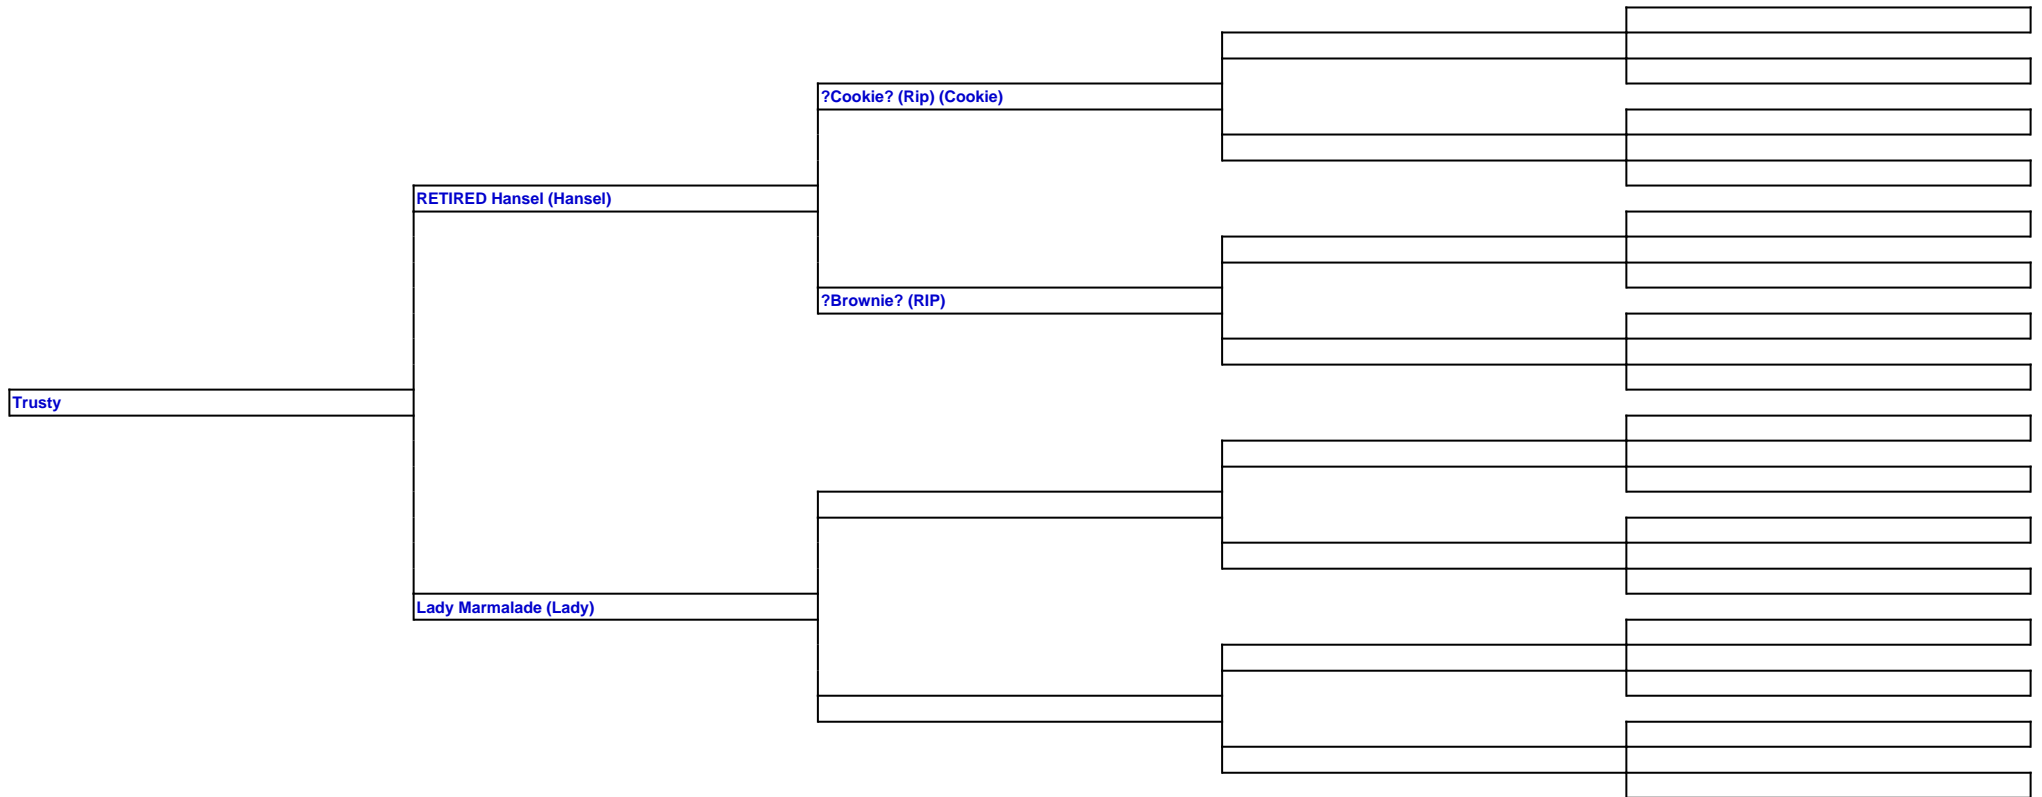 ?Cookie? (Rip) (Cookie)
RETIRED Hansel (Hansel)
?Brownie? (RIP)
Trusty
Lady Marmalade (Lady)